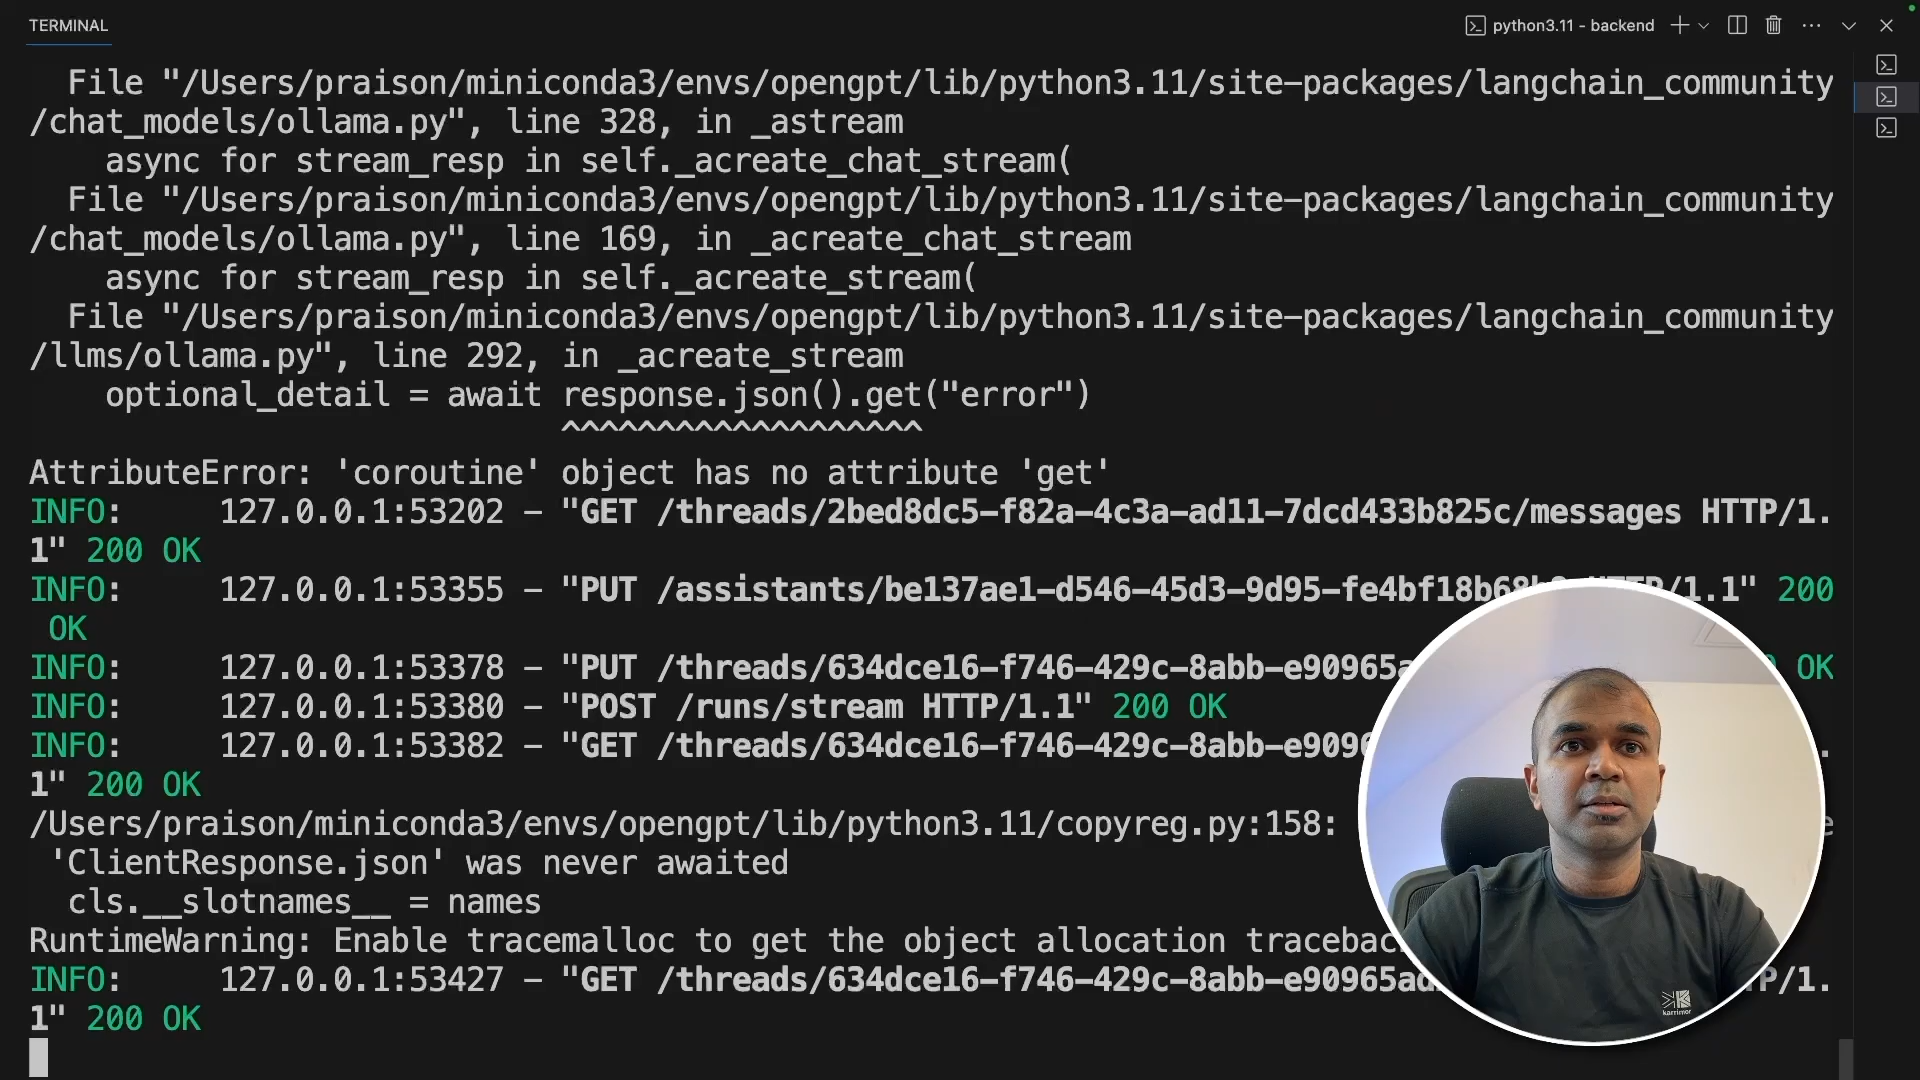 TERMINAL
python3.11 - backend
File "/Users/praison/miniconda3/envs/opengpt/lib/python3.11/site-packages/langchain_community
/chat_models/ollama.py", line 328, in _astream
async for stream_resp in self._acreate_chat_stream(
File "/Users/praison/miniconda3/envs/opengpt/lib/python3.11/site-packages/langchain_community
/chat_models/ollama.py", line 169, in _acreate_chat_stream
async for stream_resp in self._acreate_stream(
File "/Users/praison/miniconda3/envs/opengpt/lib/python3.11/site-packages/langchain_community
/llms/ollama.py", line 292, in _acreate_stream
optional_detail = await response.json().get("error")
^^^^^^^^^^^^^^^^^^^
AttributeError: 'coroutine' object has no attribute 'get'
INFO: 127.0.0.1:53202 - "GET /threads/2bed8dc5-f82a-4c3a-ad11-7dcd433b825c/messages HTTP/1.
1" 200 OK
INFO: 127.0.0.1:53355 - "PUT /assistants/be137ae1-d546-45d3-9d95-fe4bf18b68 HTTP/1.1" 200
OK
INFO: 127.0.0.1:53378 - "PUT /threads/634dce16-f746-429c-8abb-e90965a OK
INFO: 127.0.0.1:53380 - "POST /runs/stream HTTP/1.1" 200 OK
INFO: 127.0.0.1:53382 - "GET /threads/634dce16-f746-429c-8abb-e9096 .
1" 200 OK
/Users/praison/miniconda3/envs/opengpt/lib/python3.11/copyreg.py:158:
'ClientResponse.json' was never awaited
cls.__slotnames__ = names
RuntimeWarning: Enable tracemalloc to get the object allocation traceback
INFO: 127.0.0.1:53427 - "GET /threads/634dce16-f746-429c-8abb-e90965ad TP/1.
1" 200 OK
karrimor